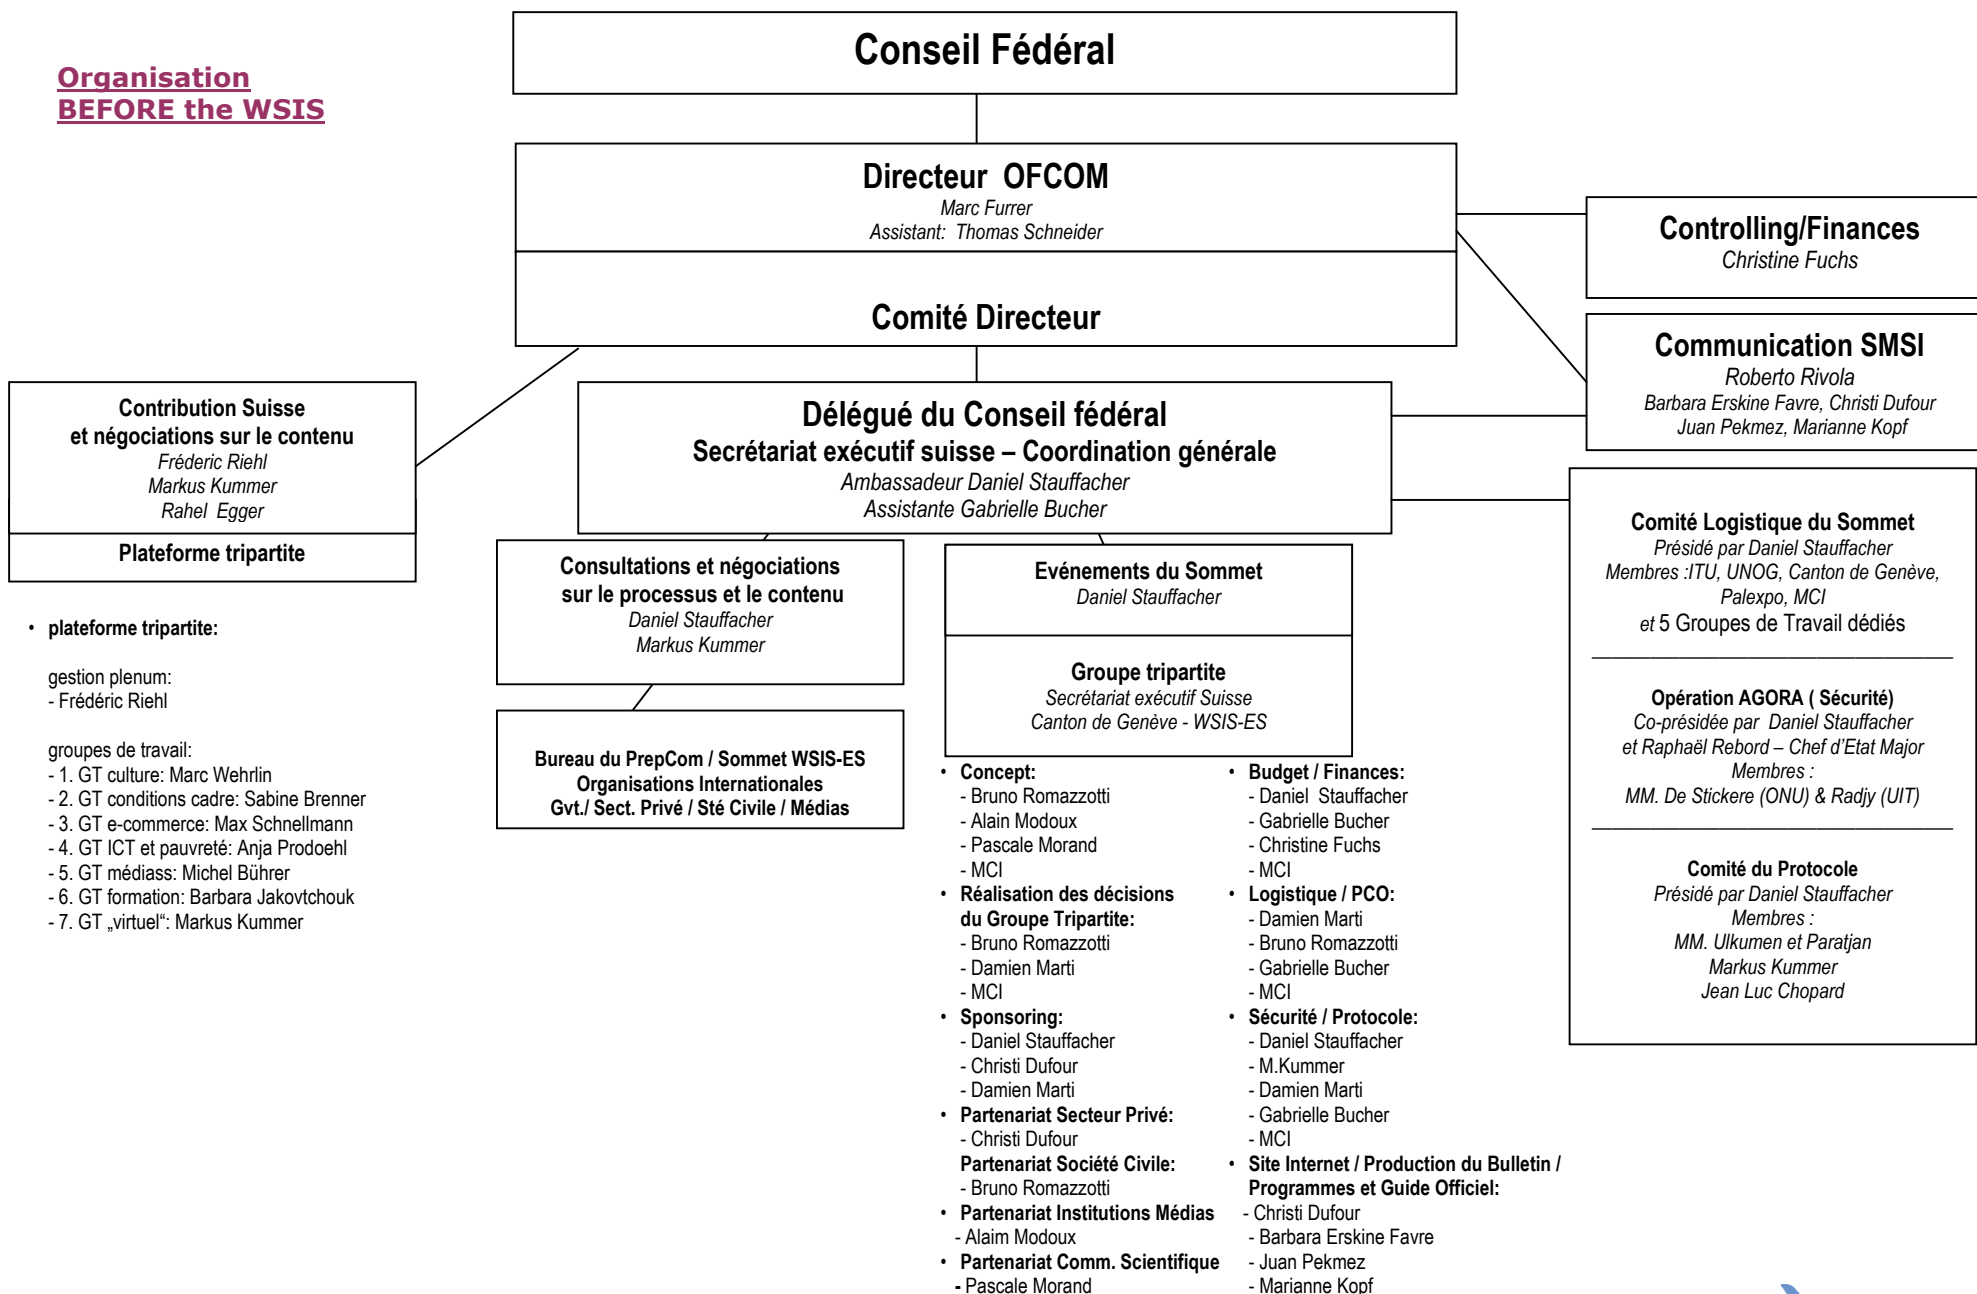 Organisation
BEFORE the WSIS
Conseil Fédéral
Directeur OFCOM
Marc Furrer
Assistant: Thomas Schneider
Comité Directeur
Controlling/Finances
Christine Fuchs
Communication SMSI
Roberto Rivola
Barbara Erskine Favre, Christi Dufour
Juan Pekmez, Marianne Kopf
Contribution Suisse
et négociations sur le contenu
Fréderic Riehl
Markus Kummer
Rahel Egger
Plateforme tripartite
Délégué du Conseil fédéral
Secrétariat exécutif suisse – Coordination générale
Ambassadeur Daniel Stauffacher
Assistante Gabrielle Bucher
Comité Logistique du Sommet
Présidé par Daniel Stauffacher
Membres :ITU, UNOG, Canton de Genève,
Palexpo, MCI
et 5 Groupes de Travail dédiés
Opération AGORA ( Sécurité)
Co-présidée par Daniel Stauffacher
et Raphaël Rebord – Chef d'Etat Major
Membres :
MM. De Stickere (ONU) & Radjy (UIT)
Comité du Protocole
Présidé par Daniel Stauffacher
Membres :
MM. Ulkumen et Paratjan
Markus Kummer
Jean Luc Chopard
Consultations et négociations
sur le processus et le contenu
Daniel Stauffacher
Markus Kummer
Bureau du PrepCom / Sommet WSIS-ES
Organisations Internationales
Gvt./ Sect. Privé / Sté Civile / Médias
Evénements du Sommet
Daniel Stauffacher
Groupe tripartite
Secrétariat exécutif Suisse
Canton de Genève - WSIS-ES
• plateforme tripartite:
gestion plenum:
- Frédéric Riehl
groupes de travail:
- 1. GT culture: Marc Wehrlin
- 2. GT conditions cadre: Sabine Brenner
- 3. GT e-commerce: Max Schnellmann
- 4. GT ICT et pauvreté: Anja Prodoehl
- 5. GT médiass: Michel Bührer
- 6. GT formation: Barbara Jakovtchouk
- 7. GT „virtuel“: Markus Kummer
• Concept:
- Bruno Romazzotti
- Alain Modoux
- Pascale Morand
- MCI
• Réalisation des décisions
du Groupe Tripartite:
- Bruno Romazzotti
- Damien Marti
- MCI
• Sponsoring:
- Daniel Stauffacher
- Christi Dufour
- Damien Marti
• Partenariat Secteur Privé:
- Christi Dufour
Partenariat Société Civile:
- Bruno Romazzotti
• Partenariat Institutions Médias
- Alaim Modoux
• Partenariat Comm. Scientifique
- Pascale Morand
• Budget / Finances:
- Daniel Stauffacher
- Gabrielle Bucher
- Christine Fuchs
- MCI
• Logistique / PCO:
- Damien Marti
- Bruno Romazzotti
- Gabrielle Bucher
- MCI
• Sécurité / Protocole:
- Daniel Stauffacher
- M.Kummer
- Damien Marti
- Gabrielle Bucher
- MCI
• Site Internet / Production du Bulletin /
Programmes et Guide Officiel:
- Christi Dufour
- Barbara Erskine Favre
- Juan Pekmez
- Marianne Kopf